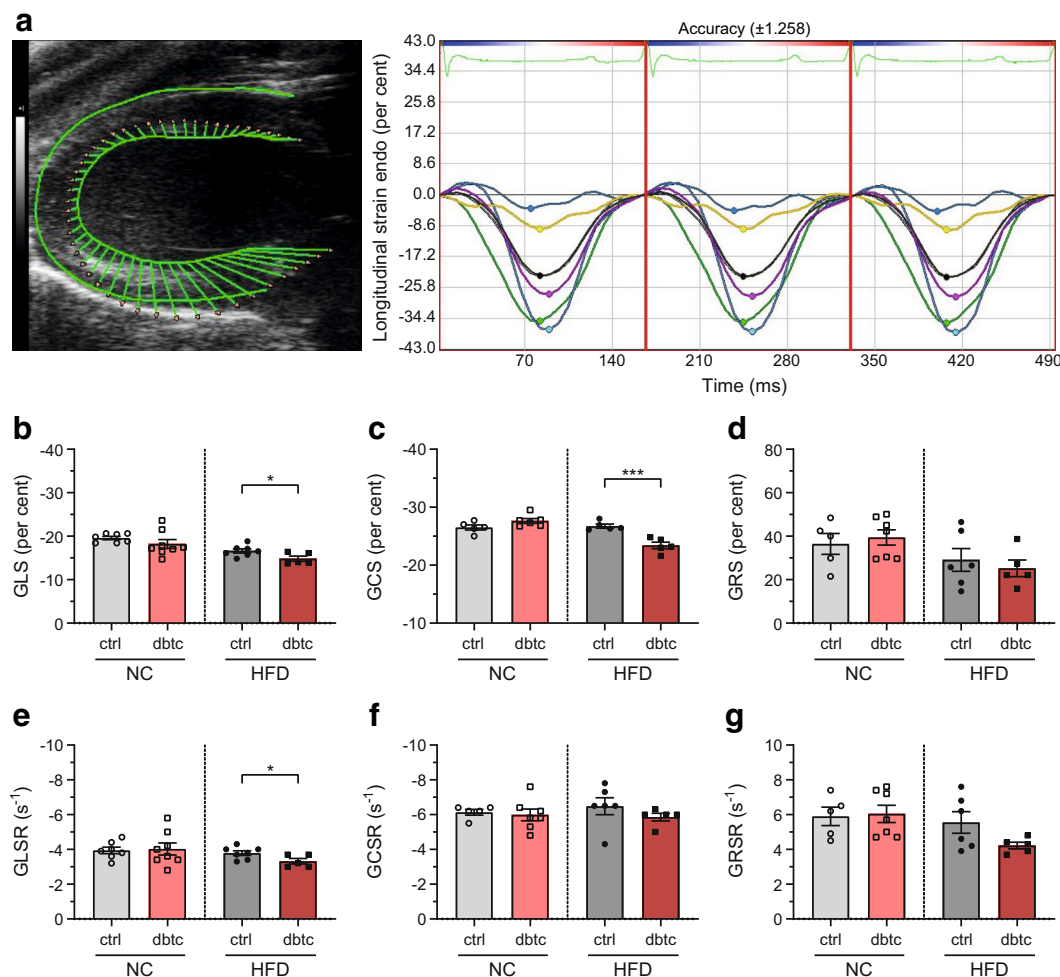 a
Accuracy (±1.258)
Longitudinal strain endo (per cent)
43.0
34.4
25.8
17.2
8.6
0.0
-8.6
-17.2
-25.8
-34.4
-43.0
70 140 210 280 350 420 490
Time (ms)
b
GLS (per cent)
-40
-30
-20
-10
0
*
ctrl dbtc ctrl dbtc
NC HFD
c
GCS (per cent)
-40
-30
-20
-10
***
ctrl dbtc ctrl dbtc
NC HFD
d
GRS (per cent)
80
60
40
20
0
ctrl dbtc ctrl dbtc
NC HFD
e
GLSR (s⁻¹)
-10
-8
-6
-4
-2
0
*
ctrl dbtc ctrl dbtc
NC HFD
f
GCSR (s⁻¹)
-10
-8
-6
-4
-2
0
ctrl dbtc ctrl dbtc
NC HFD
g
GRSR (s⁻¹)
10
8
6
4
2
0
ctrl dbtc ctrl dbtc
NC HFD